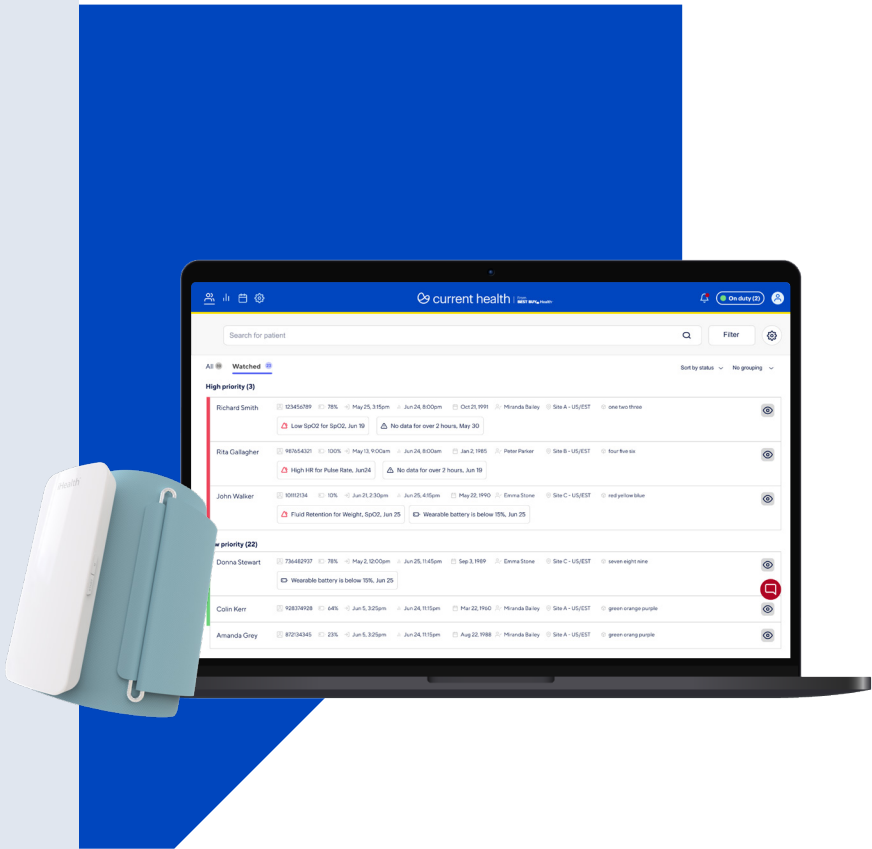 current health | From BEST BUY Health
On duty (2)
Search for patient
Filter
All
Watched
Sort by status
No grouping
High priority (3)
Richard Smith 123456789 78% May 25, 3:15pm Jun 24, 8:00pm Oct 21, 1991 Miranda Bailey Site A - US/EST one two three
Low SpO2 for SpO2, Jun 19 No data for over 2 hours, May 30
Rita Gallagher 987654321 100% May 13, 9:00am Jun 24, 8:00am Jan 2, 1985 Peter Parker Site B - US/EST four five six
High HR for Pulse Rate, Jun24 No data for over 2 hours, Jun 19
John Walker 10112134 10% Jun 21, 2:30pm Jun 25, 4:15pm May 22, 1990 Emma Stone Site C - US/EST red yellow blue
Fluid Retention for Weight, SpO2, Jun 25 Wearable battery is below 15%, Jun 25
w priority (22)
Donna Stewart 736482937 78% May 2, 12:00pm Jun 25, 11:45pm Sep 3, 1989 Emma Stone Site C - US/EST seven eight nine
Wearable battery is below 15%, Jun 25
Colin Kerr 928374928 64% Jun 5, 3:25pm Jun 24, 11:15pm Mar 22, 1960 Miranda Bailey Site A - US/EST green orange purple
Amanda Grey 872134345 23% Jun 5, 3:25pm Jun 24, 11:15pm Aug 22, 1988 Miranda Bailey Site A - US/EST green orang purple
iHealth